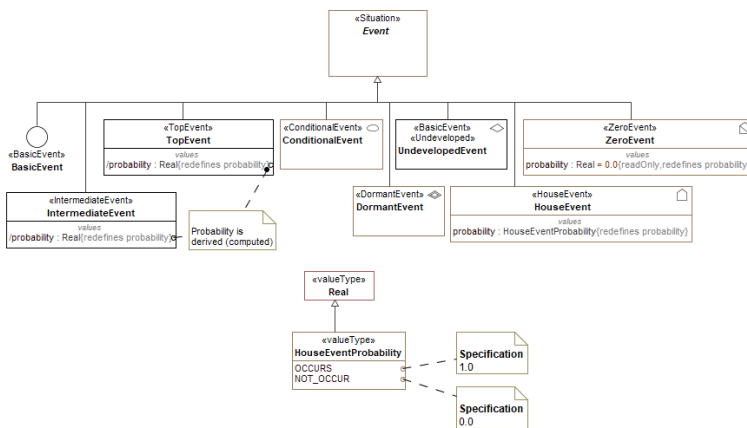 «Situation»
Event
«BasicEvent»
BasicEvent
«TopEvent»
TopEvent
values
/probability : Real{redefines probability}
«ConditionalEvent»
ConditionalEvent
«BasicEvent»
«Undeveloped»
UndevelopedEvent
«ZeroEvent»
ZeroEvent
values
probability : Real = 0.0{readOnly,redefines probability}
«IntermediateEvent»
IntermediateEvent
values
/probability : Real{redefines probability}
Probability is
derived (computed)
«DormantEvent»
DormantEvent
«HouseEvent»
HouseEvent
values
probability : HouseEventProbability{redefines probability}
«valueType»
Real
«valueType»
HouseEventProbability
OCCURS
NOT_OCCUR
Specification
1.0
Specification
0.0